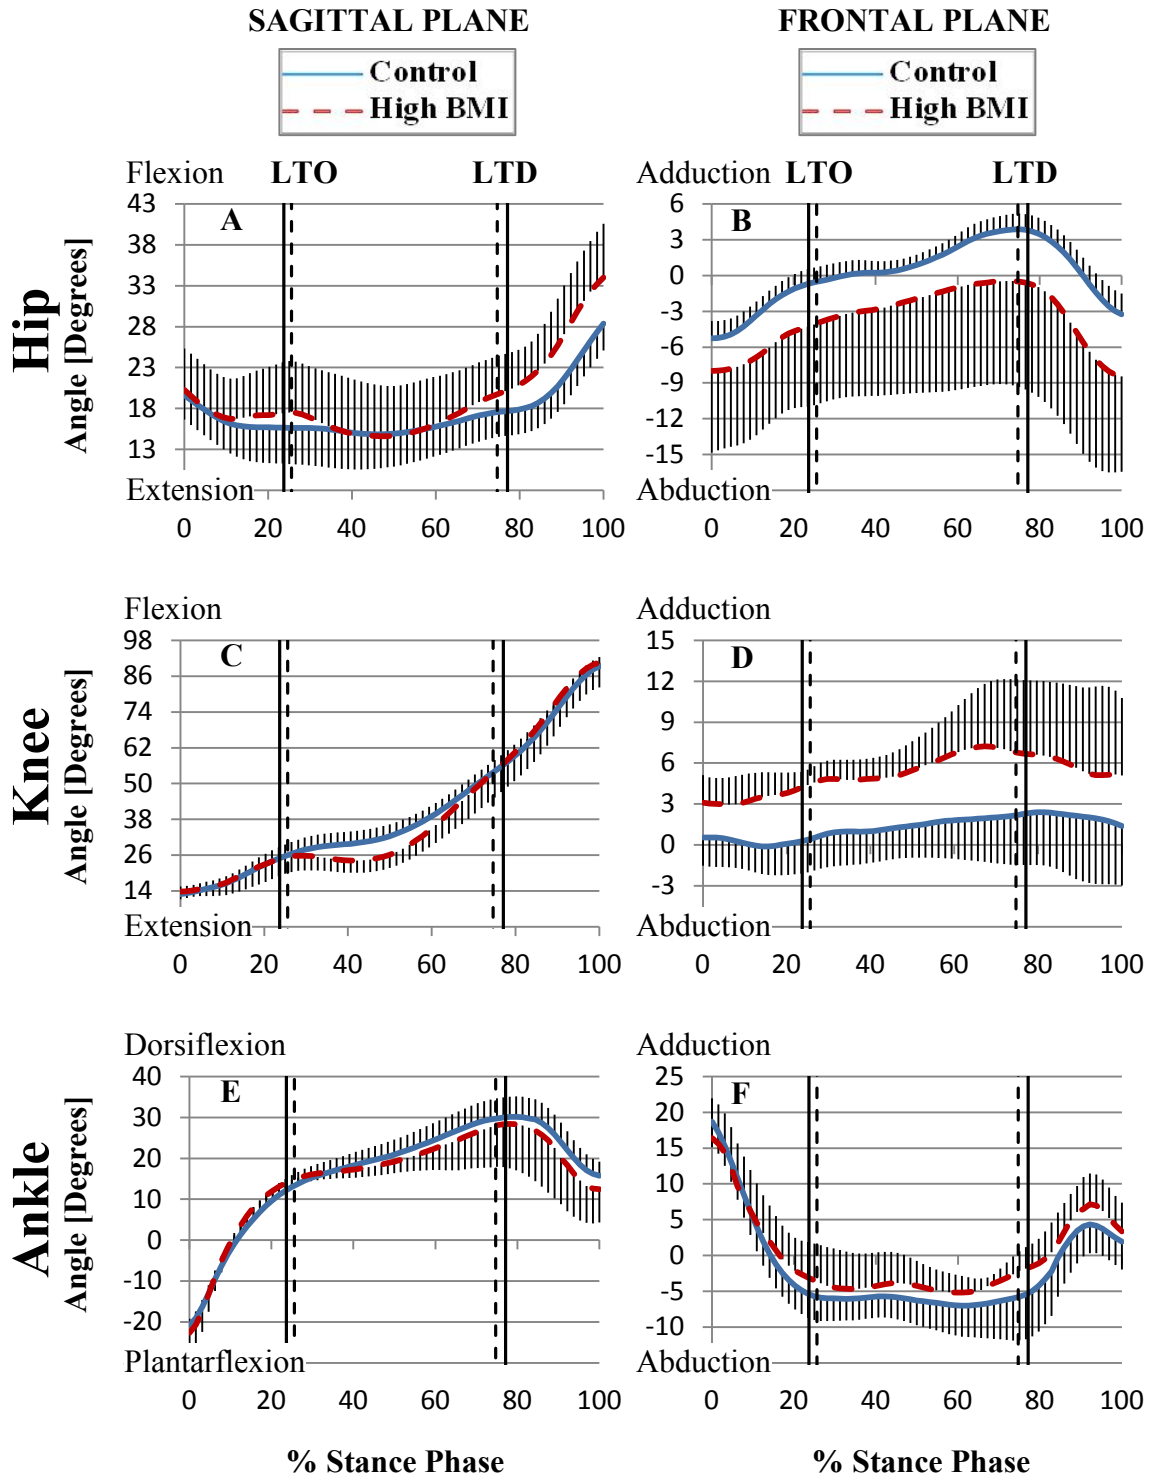 SAGITTAL PLANE FRONTAL PLANE
Control Control
High BMI High BMI
Flexion LTO LTD Adduction LTO LTD
Hip
Angle [Degrees]
A
43
38
33
28
23
18
13
Extension
0 20 40 60 80 100
B
6
3
0
-3
-6
-9
-12
-15
Abduction
0 20 40 60 80 100
Flexion Adduction
Knee
Angle [Degrees]
C
98
86
74
62
50
38
26
14
Extension
0 20 40 60 80 100
D
15
12
9
6
3
0
-3
Abduction
0 20 40 60 80 100
Dorsiflexion Adduction
Ankle
Angle [Degrees]
E
40
30
20
10
0
-10
-20
Plantarflexion
0 20 40 60 80 100
F
25
20
15
10
5
0
-5
-10
Abduction
0 20 40 60 80 100
% Stance Phase % Stance Phase